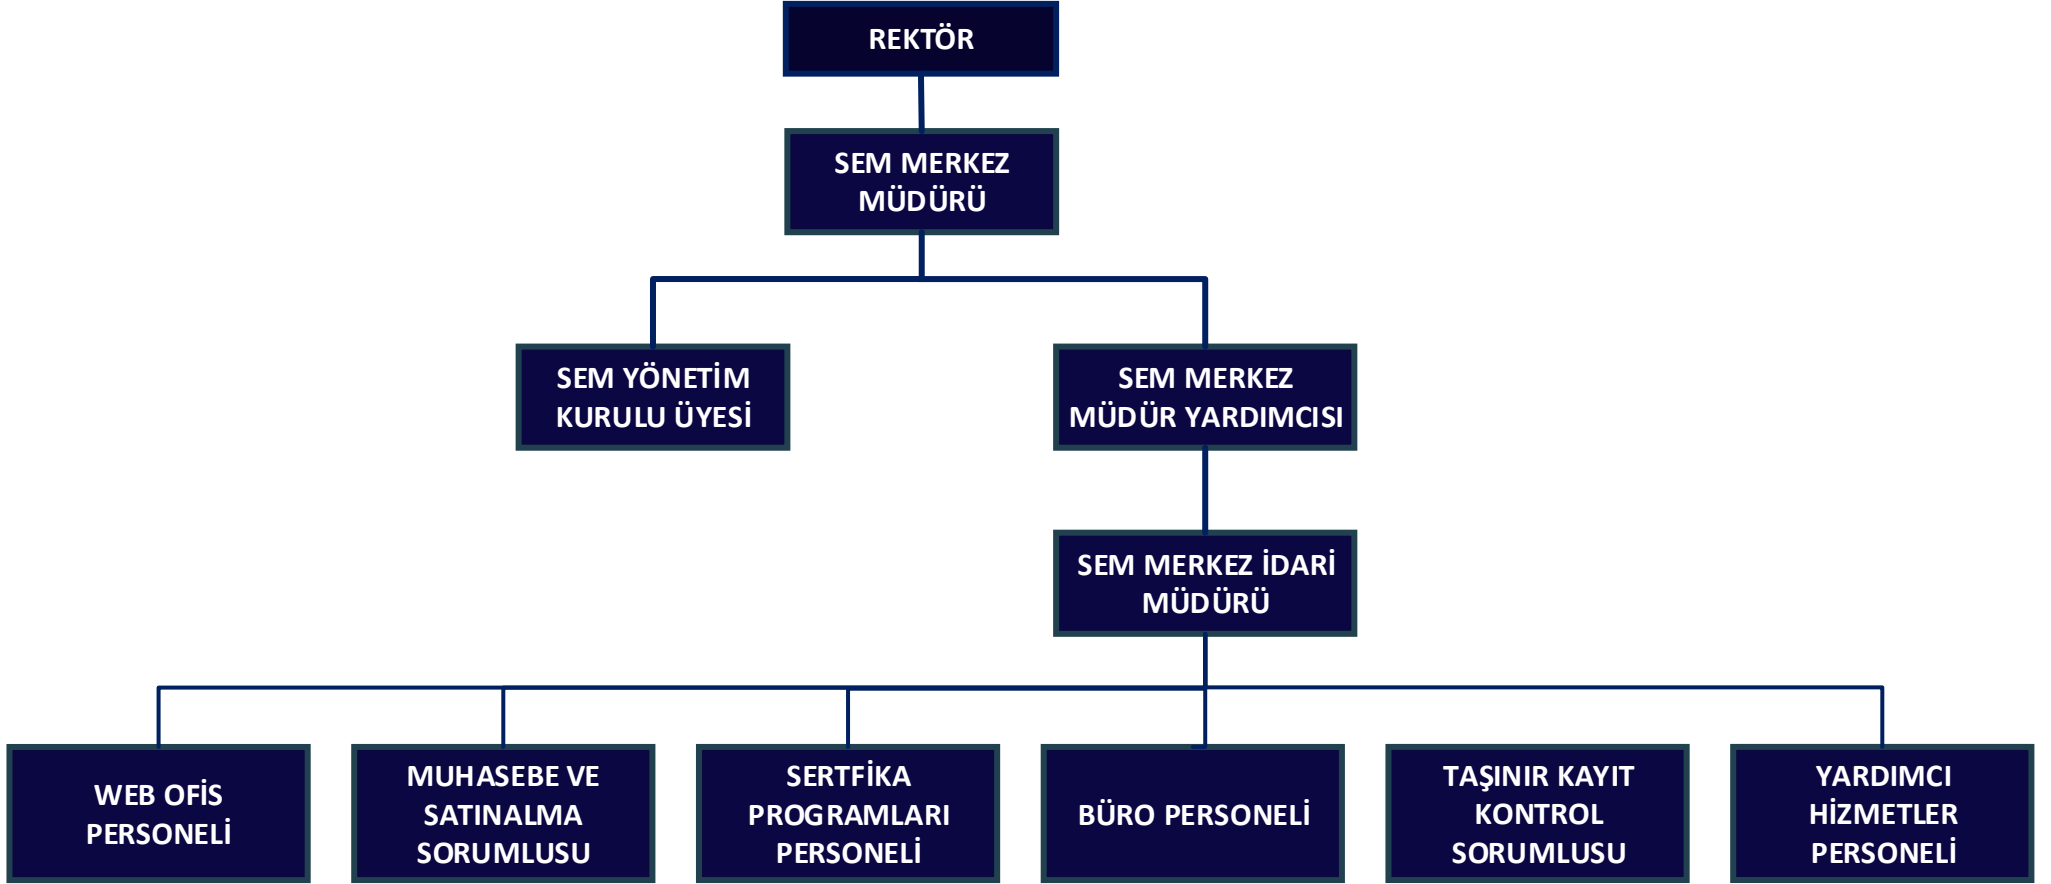 REKTÖR
SEM MERKEZ
MÜDÜRÜ
SEM YÖNETİM
KURULU ÜYESİ
SEM MERKEZ
MÜDÜR YARDIMCISI
SEM MERKEZ İDARİ
MÜDÜRÜ
WEB OFİS
PERSONELİ
MUHASEBE VE
SATINALMA
SORUMLUSU
SERTFİKA
PROGRAMLARI
PERSONELİ
BÜRO PERSONELİ
TAŞINIR KAYIT
KONTROL
SORUMLUSU
YARDIMCI
HİZMETLER
PERSONELİ